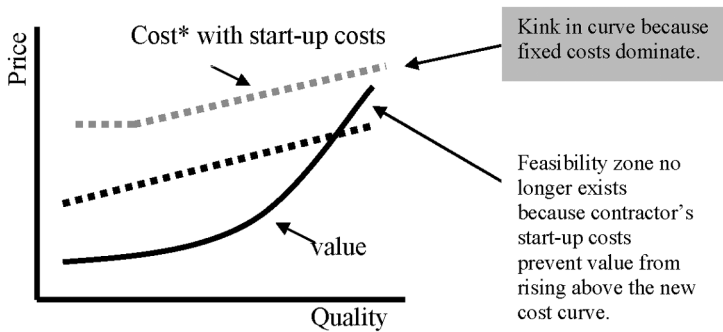 Cost* with start-up costs
Kink in curve because
fixed costs dominate.
Price
Feasibility zone no
longer exists
because contractor's
start-up costs
prevent value from
rising above the new
cost curve.
value
Quality